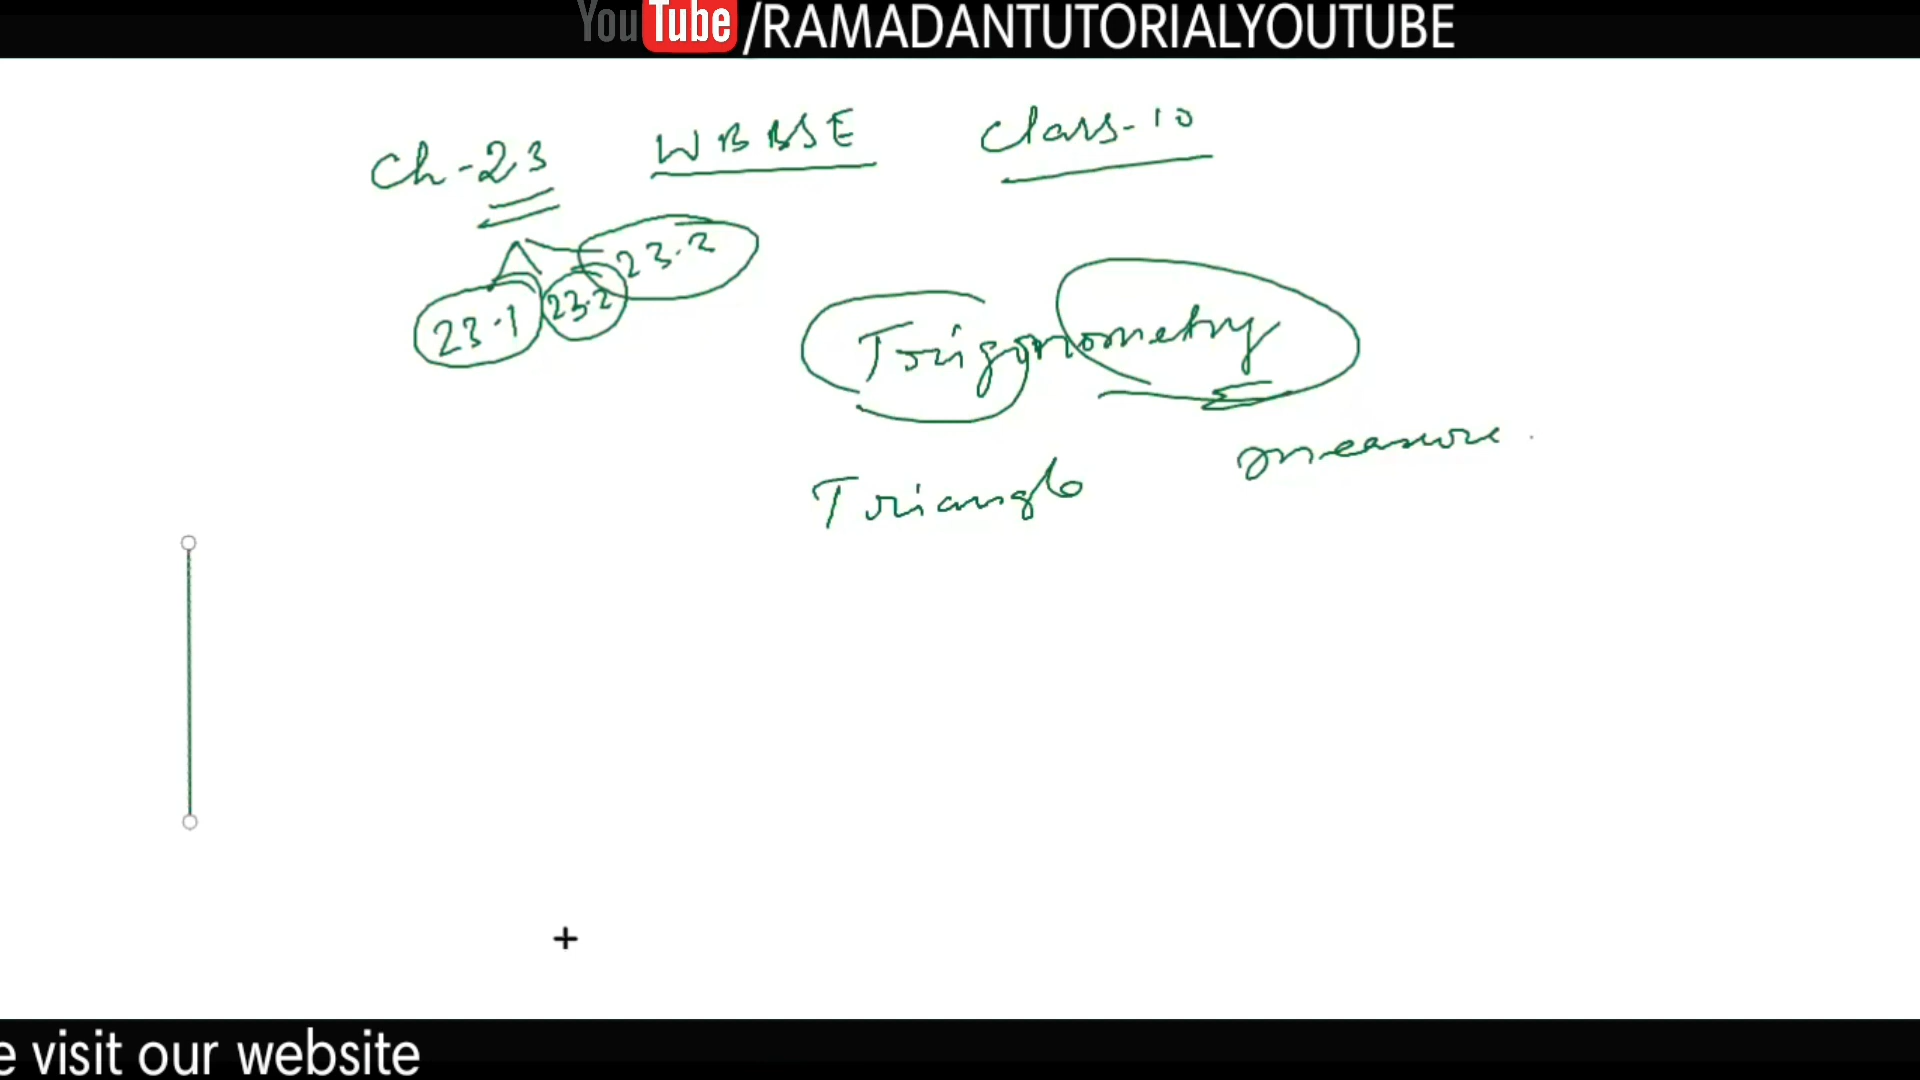 YouTube /RAMADANTUTORIALYOUTUBE
Ch-23 WBBSE Class-10
23.2
23.1 23.2
Trigonometry
measure
Triangle
e visit our website